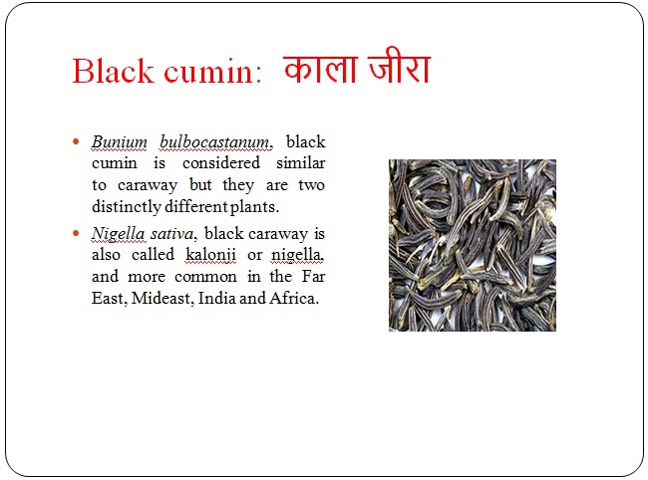 Black cumin:  काला जीरा
Bunium bulbocastanum, black
cumin is considered similar
to caraway but they are two
distinctly different plants.
Nigella sativa, black caraway is
also called kalonji or nigella,
and more common in the Far
East, Mideast, India and Africa.